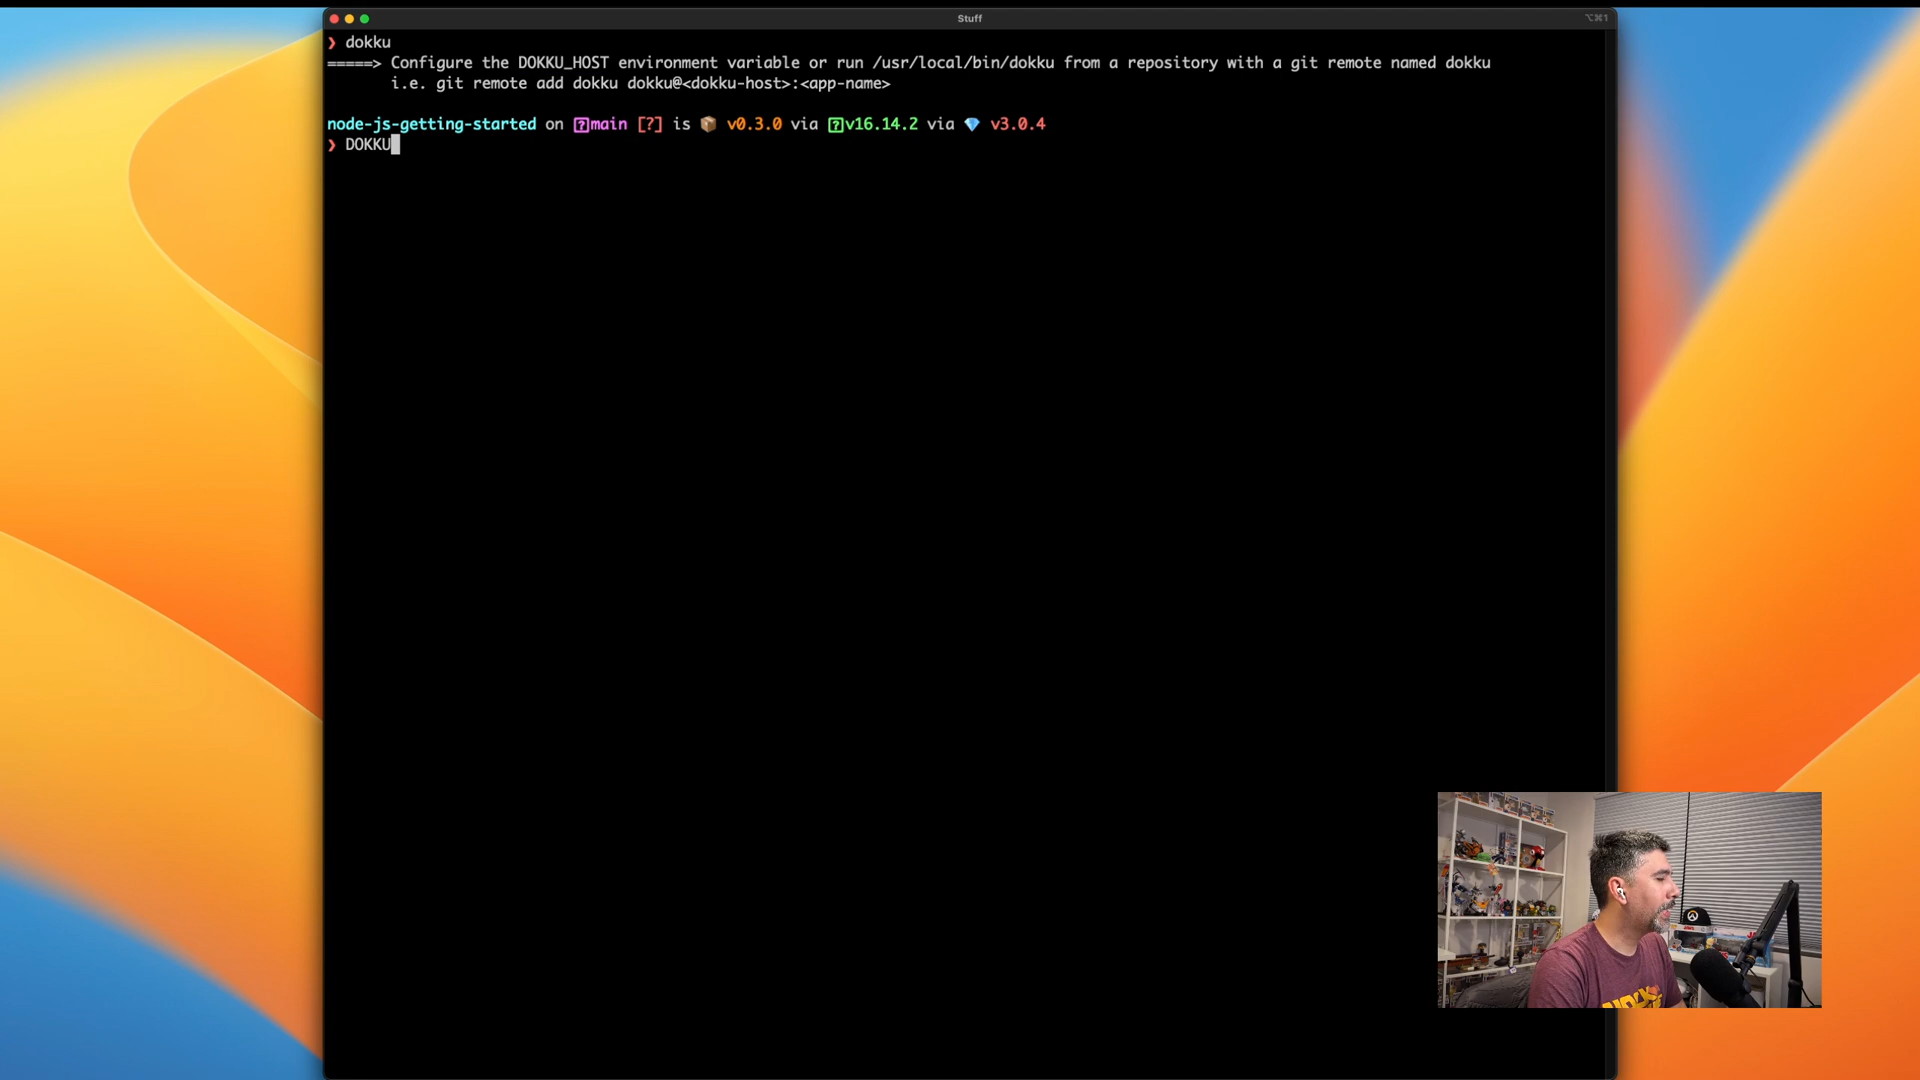 Stuff
⌥⌘1
❯ dokku
=====> Configure the DOKKU_HOST environment variable or run /usr/local/bin/dokku from a repository with a git remote named dokku
i.e. git remote add dokku dokku@<dokku-host>:<app-name>
node-js-getting-started on main [?] is 📦 v0.3.0 via v16.14.2 via 💎 v3.0.4
❯ DOKKU